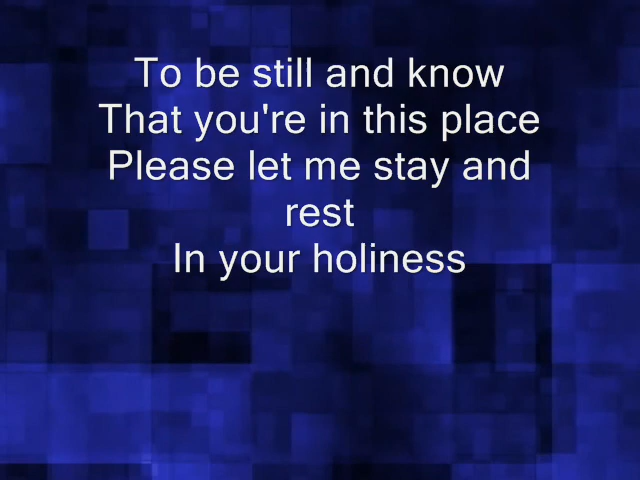 To be still and know
That you're in this place
Please let me stay and
rest
In your holiness